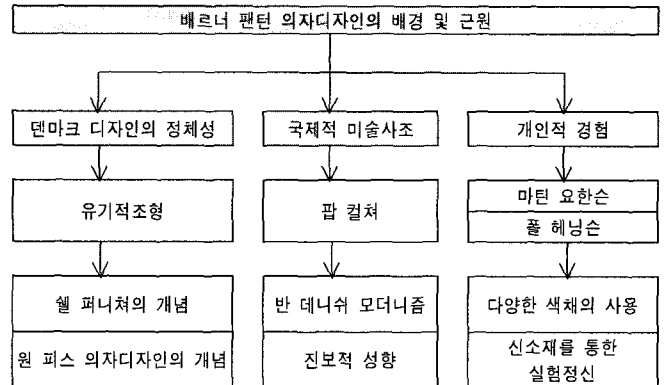 배르너 팬턴 의자디자인의 배경 및 근원
덴마크 디자인의 정체성
국제적 미술사조
개인적 경험
유기적조형
팝 컬쳐
마틴 요한슨
폴 헤닝슨
쉘 퍼니쳐의 개념
반 데니쉬 모더니즘
다양한 색채의 사용
원 피스 의자디자인의 개념
진보적 성향
신소재를 통한
실험정신